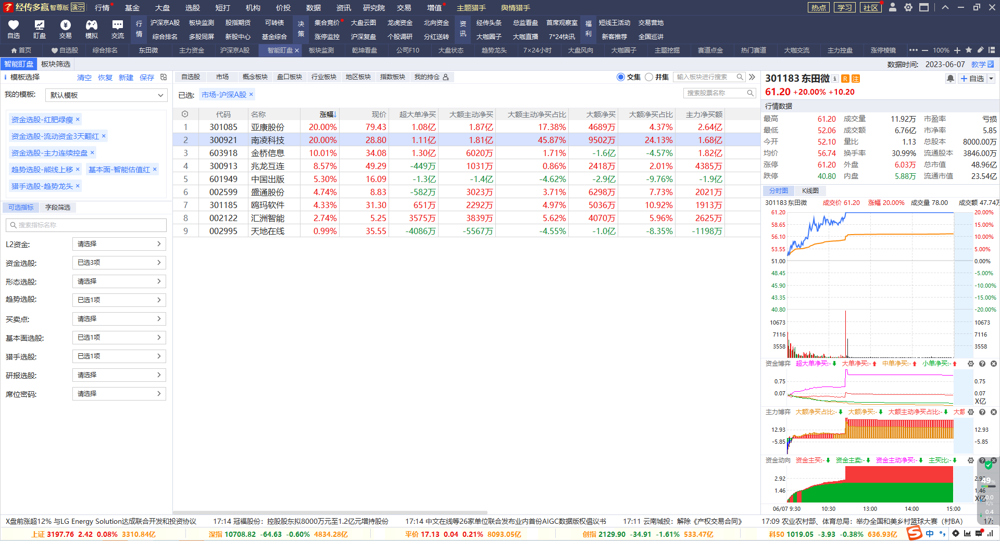 经传多赢 智尊版 演示 行情 基金 大盘 选股 短打 机构 价投 数据 资讯 研究院 交易 增值 主题猎手 舆情猎手 热点 学习 社区
行情 沪深京A股 板块监测 股指期货 可转债 决策 集合竞价 大盘云图 龙虎资金 北向资金 资讯 经传头条 总监看盘 首席观察室 福利 短线王活动 交易营地
自选 盯盘 交易 模拟 交流 综合排名 多股同屏 新股中心 基金综合 涨停监控 沪深复盘 个股调研 分红送转 大咖圈子 大咖直播 7*24快讯 新客推荐 全国巡讲
首页 自选股 综合排名 东田微 主力资金 沪深京A股 智能盯盘 × 板块监测 乾坤看盘 公司F10 大盘状态 趋势龙头 7×24小时 大盘风向 大咖圈子 主题挖掘 赛道点金 热门赛道 大咖交流 主力控盘 涨停棱镜 ••• — 100% +
智能盯盘 板块筛选 数据时间: 2023-06-07 教学
模板选择 清空 恢复 新建 保存
我的模板: 默认模板
资金选股-红肥绿瘦 ×
资金选股-流动资金3天翻红 ×
资金选股-主力连续控盘 ×
趋势选股-熊线上移 × 基本面-智能估值红 ×
猎手选股-趋势龙头 ×
可选指标 字段筛选
搜索指标名称
L2资金: 请选择
资金选股: 已选3项
形态选股: 请选择
趋势选股: 已选1项
买卖点: 请选择
基本面选股: 已选1项
猎手选股: 已选1项
研报选股: 请选择
席位密码: 请选择
自选股 市场 概念板块 盘口板块 行业板块 地区板块 指数板块 我的持仓 交集 并集 输入板块进行搜索
已选: 市场-沪深A股 × 搜索股票名称
代码 名称 涨幅↓ 现价 超大单净买 大额主动净买 大额主动净买占比 大额净买 大额净买占比 主力净买额
1 301085 亚康股份 20.00% 79.43 1.08亿 1.87亿 17.38% 4689万 4.37% 2.64亿
2 300921 南凌科技 20.00% 28.80 1.11亿 1.81亿 45.87% 9502万 24.13% 1.68亿
3 603918 金桥信息 10.01% 34.08 1.30亿 6020万 1.71% -1.6亿 -4.57% 1.82亿
4 300913 兆龙互连 8.57% 49.29 -449万 1031万 0.86% 2418万 2.01% 4385万
5 601949 中国出版 5.30% 16.09 -1.3亿 -1.4亿 -4.62% -2.9亿 -9.76% -1.9亿
6 002599 盛通股份 4.74% 8.83 -582万 3023万 3.71% 6298万 7.73% 2021万
7 301185 鸥玛软件 4.33% 31.30 651万 2292万 4.97% 5036万 10.92% 1913万
8 002122 汇洲智能 2.74% 5.25 3575万 3839万 5.62% 4070万 5.96% 2625万
9 002995 天地在线 0.99% 35.55 -4086万 -5567万 -4.55% -1.0亿 -8.35% -1198万
301183 东田微 i R 注 + 自选
61.20 +20.00% +10.20
行情数据
最高 61.20 成交量 11.92万 市盈率 亏损
最低 52.06 成交额 6.76亿 市净率 5.85
今开 52.10 量比 1.13 总股本 8000.00万
均价 56.74 换手率 30.99% 流通股本 3846.00万
涨停 61.20 外盘 6.03万 总市值 48.96亿
跌停 40.80 内盘 5.88万 流通市值 23.54亿
分时图 K线图
301183 东田微 成交价 61.20 涨幅 20.00% 成交量 78.00 成交额 47.74万
61.20 20.00%
58.65 15.00%
56.10 10.00%
53.55 5.00%
51.00 0.00%
48.45 -5.00%
45.90 -10.00%
43.35 -15.00%
40.80 -20.00%
10673 10673
7116 7116
3558 3558
资金博弈 超大单净买:- 大单净买:- 中单净买:- 小单净买:-
0.75 0.75
0.07 0.07
X亿
主力博弈 大额净买占比:- 大额净买:- 大额主动净买占比:- 大额
12.93 12.93
-5.85 -5.85
资金动向 资金主买:- 资金主卖:- 资金主动净买:- 主买比:-
2.92
1.46 1.46
06/07 9:30 10:30 13:00 14:00 15:00
49%
0.0
K/s
0.4
X盘前涨超12% 与LG Energy Solution达成联合开发和投资协议 17:14 冠福股份：控股股东拟8000万元至1.2亿元增持股份 17:14 中文在线等26家单位联合发布业内首份AIGC数据版权倡议书 17:11 云南城投：解除《产权交易合同》 17:09 农业农村部、体育总局：举办全国和美乡村篮球大赛（村BA） 17:
上证 3197.76 2.42 0.08% 3310.84亿 深指 10708.82 -64.63 -0.60% 4834.28亿 平价 17.13 0.04 0.21% 8093.05亿 创指 2129.90 -34.91 -1.61% 533.47亿 科50 1019.05 -3.93 -0.38% 636.93亿 中